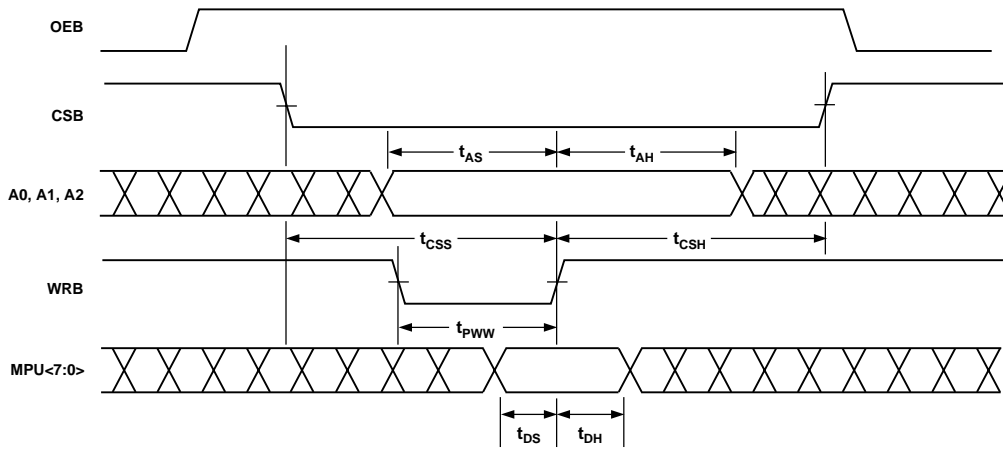 OEB
CSB
tAS
tAH
A0, A1, A2
tCSS
tCSH
WRB
tPWW
MPU<7:0>
tDS
tDH